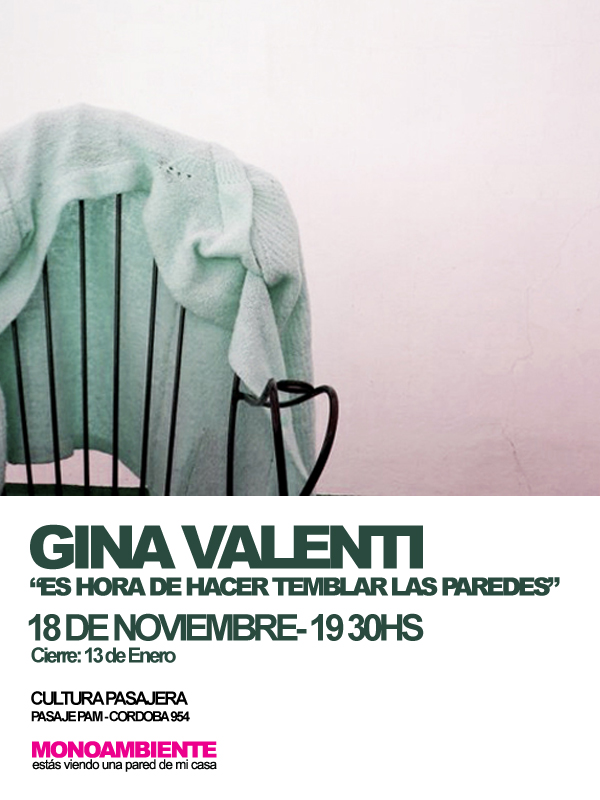 GINA VALENTI
“ES HORA DE HACER TEMBLAR LAS PAREDES”
18 DE NOVIEMBRE- 19 30HS
Cierre: 13 de Enero
CULTURA PASAJERA
PASAJE PAM - CORDOBA 954
MONOAMBIENTE
estás viendo una pared de mi casa